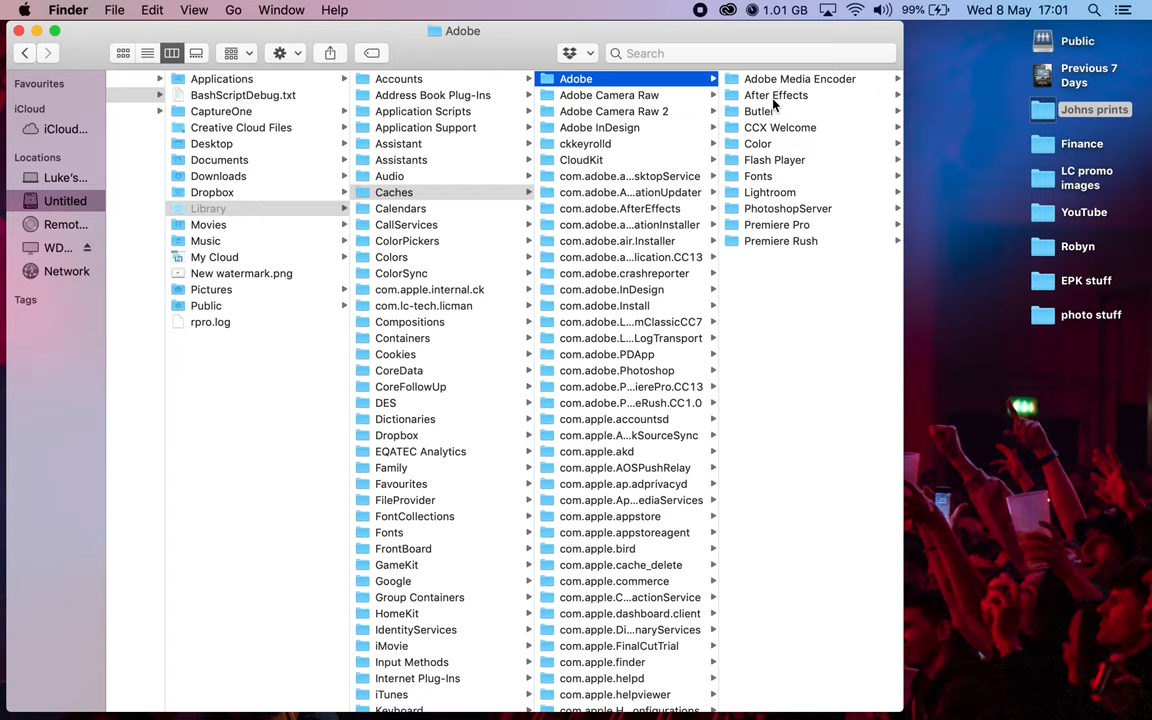 Finder File Edit View Go Window Help
1.01 GB 99% Wed 8 May 17:01
Adobe
Search
Favourites
iCloud
iCloud...
Locations
Luke's...
Untitled
Remot...
WD...
Network
Tags
Applications
BashScriptDebug.txt
CaptureOne
Creative Cloud Files
Desktop
Documents
Downloads
Dropbox
Library
Movies
Music
My Cloud
New watermark.png
Pictures
Public
rpro.log
Accounts
Address Book Plug-Ins
Application Scripts
Application Support
Assistant
Assistants
Audio
Caches
Calendars
CallServices
ColorPickers
Colors
ColorSync
com.apple.internal.ck
com.lc-tech.licman
Compositions
Containers
Cookies
CoreData
CoreFollowUp
DES
Dictionaries
Dropbox
EQATEC Analytics
Family
Favourites
FileProvider
FontCollections
Fonts
FrontBoard
GameKit
Google
Group Containers
HomeKit
IdentityServices
iMovie
Input Methods
Internet Plug-Ins
iTunes
Keyboard
Adobe
Adobe Camera Raw
Adobe Camera Raw 2
Adobe InDesign
ckkeyrolld
CloudKit
com.adobe.a...sktopService
com.adobe.A...ationUpdater
com.adobe.AfterEffects
com.adobe.a...ationInstaller
com.adobe.air.Installer
com.adobe.a...lication.CC13
com.adobe.crashreporter
com.adobe.InDesign
com.adobe.Install
com.adobe.L...mClassicCC7
com.adobe.L...LogTransport
com.adobe.PDApp
com.adobe.Photoshop
com.adobe.P...ierePro.CC13
com.adobe.P...eRush.CC1.0
com.apple.accountsd
com.apple.A...kSourceSync
com.apple.akd
com.apple.AOSPushRelay
com.apple.ap.adprivacyd
com.apple.Ap...ediaServices
com.apple.appstore
com.apple.appstoreagent
com.apple.bird
com.apple.cache_delete
com.apple.commerce
com.apple.C...actionService
com.apple.dashboard.client
com.apple.Di...naryServices
com.apple.FinalCutTrial
com.apple.finder
com.apple.helpd
com.apple.helpviewer
com.apple.H...onfigurations
Adobe Media Encoder
After Effects
Butler
CCX Welcome
Color
Flash Player
Fonts
Lightroom
PhotoshopServer
Premiere Pro
Premiere Rush
Public
Previous 7
Days
Johns prints
Finance
LC promo
images
YouTube
Robyn
EPK stuff
photo stuff